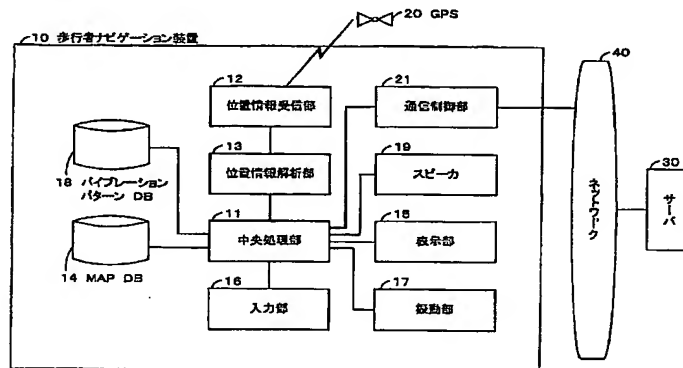 20 GPS
10 歩行者ナビゲーション装置
40
12
位置情報受信部
21
通信制御部
13
位置情報解析部
19
スピーカ
18 バイブレーション
パターン DB
11
中央処理部
15
表示部
14 MAP DB
16
入力部
17
振動部
ネットワーク
30
サーバ